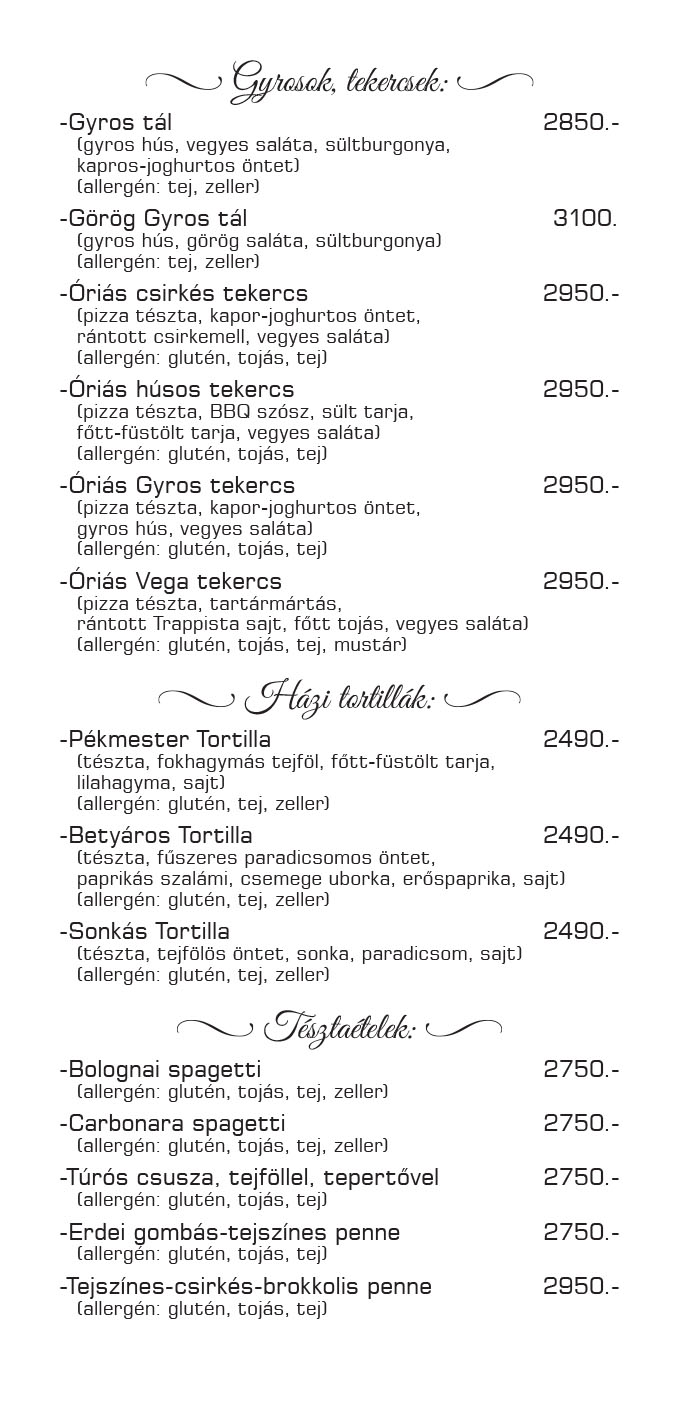 Gyrosok, tekercsek:
-Gyros tál 2850.-
(gyros hús, vegyes saláta, sültburgonya,
kapros-joghurtos öntet)
(allergén: tej, zeller)
-Görög Gyros tál 3100.
(gyros hús, görög saláta, sültburgonya)
(allergén: tej, zeller)
-Óriás csirkés tekercs 2950.-
(pizza tészta, kapor-joghurtos öntet,
rántott csirkemell, vegyes saláta)
(allergén: glutén, tojás, tej)
-Óriás húsos tekercs 2950.-
(pizza tészta, BBQ szósz, sült tarja,
főtt-füstölt tarja, vegyes saláta)
(allergén: glutén, tojás, tej)
-Óriás Gyros tekercs 2950.-
(pizza tészta, kapor-joghurtos öntet,
gyros hús, vegyes saláta)
(allergén: glutén, tojás, tej)
-Óriás Vega tekercs 2950.-
(pizza tészta, tartármártás,
rántott Trappista sajt, főtt tojás, vegyes saláta)
(allergén: glutén, tojás, tej, mustár)
Házi tortillák:
-Pékmester Tortilla 2490.-
(tészta, fokhagymás tejföl, főtt-füstölt tarja,
lilahagyma, sajt)
(allergén: glutén, tej, zeller)
-Betyáros Tortilla 2490.-
(tészta, fűszeres paradicsomos öntet,
paprikás szalámi, csemege uborka, erőspaprika, sajt)
(allergén: glutén, tej, zeller)
-Sonkás Tortilla 2490.-
(tészta, tejfölös öntet, sonka, paradicsom, sajt)
(allergén: glutén, tej, zeller)
Tésztaételek:
-Bolognai spagetti 2750.-
(allergén: glutén, tojás, tej, zeller)
-Carbonara spagetti 2750.-
(allergén: glutén, tojás, tej, zeller)
-Túrós csusza, tejföllel, tepertővel 2750.-
(allergén: glutén, tojás, tej)
-Erdei gombás-tejszínes penne 2750.-
(allergén: glutén, tojás, tej)
-Tejszínes-csirkés-brokkolis penne 2950.-
(allergén: glutén, tojás, tej)